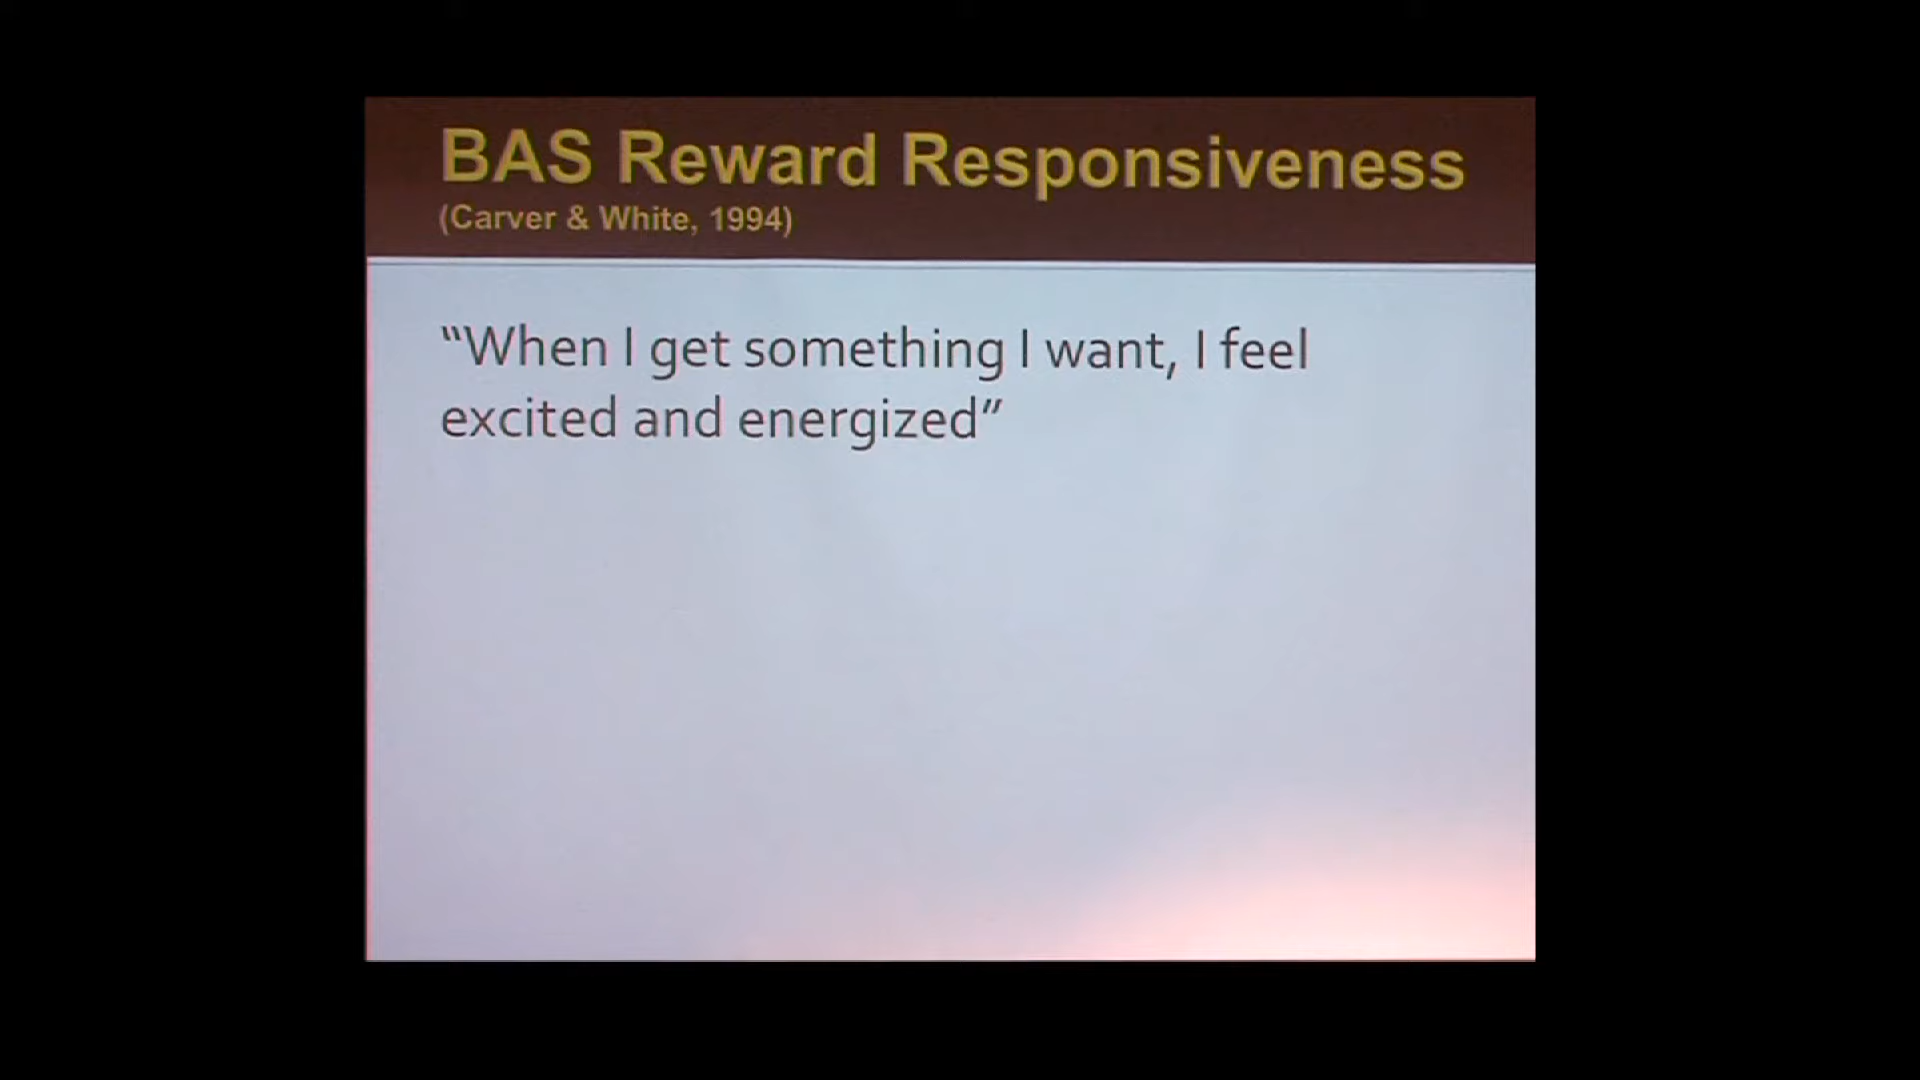 BAS Reward Responsiveness
(Carver & White, 1994)
“When I get something I want, I feel
excited and energized”